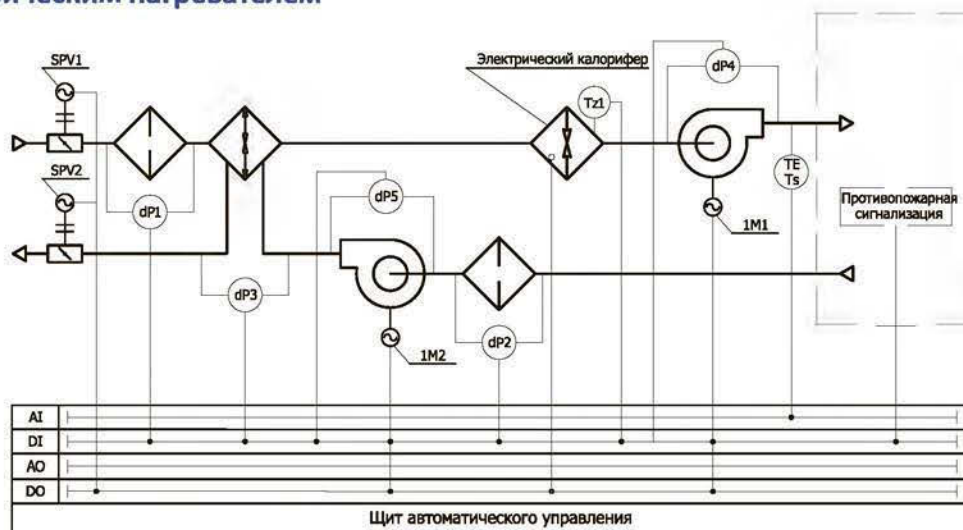 нагревателем
SPV1
Электрический калорифер
dP4
Tz1
SPV2
TE
Ts
dP1
dP5
Противопожарная
сигнализация
1M1
dP3
dP2
1M2
AI
DI
AO
DO
Щит автоматического управления